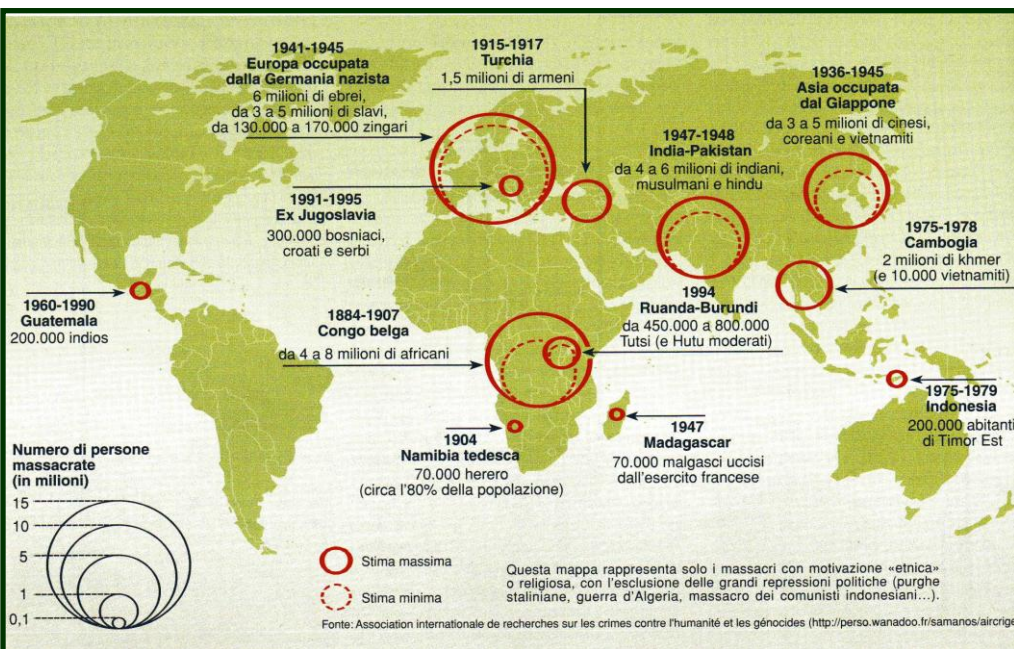 1941-1945
Europa occupata
dalla Germania nazista
6 milioni di ebrei,
da 3 a 5 milioni di slavi,
da 130.000 a 170.000 zingari
1915-1917
Turchia
1,5 milioni di armeni
1936-1945
Asia occupata
dal Giappone
da 3 a 5 milioni di cinesi,
coreani e vietnamiti
1947-1948
India-Pakistan
da 4 a 6 milioni di indiani,
musulmani e hindu
1991-1995
Ex Jugoslavia
300.000 bosniaci,
croati e serbi
1975-1978
Cambogia
2 milioni di khmer
(e 10.000 vietnamiti)
1960-1990
Guatemala
200.000 indios
1884-1907
Congo belga
da 4 a 8 milioni di africani
1994
Ruanda-Burundi
da 450.000 a 800.000
Tutsi (e Hutu moderati)
1975-1979
Indonesia
200.000 abitanti
di Timor Est
1904
Namibia tedesca
70.000 herero
(circa l'80% della popolazione)
1947
Madagascar
70.000 malgasci uccisi
dall'esercito francese
Numero di persone
massacrate
(in milioni)
15
10
5
1
0,1
Stima massima
Stima minima
Questa mappa rappresenta solo i massacri con motivazione «etnica»
o religiosa, con l'esclusione delle grandi repressioni politiche (purghe
staliniane, guerra d'Algeria, massacro dei comunisti indonesiani...).
Fonte: Association internationale de recherches sur les crimes contre l'humanité et les génocides (http://perso.wanadoo.fr/samanos/aircrige